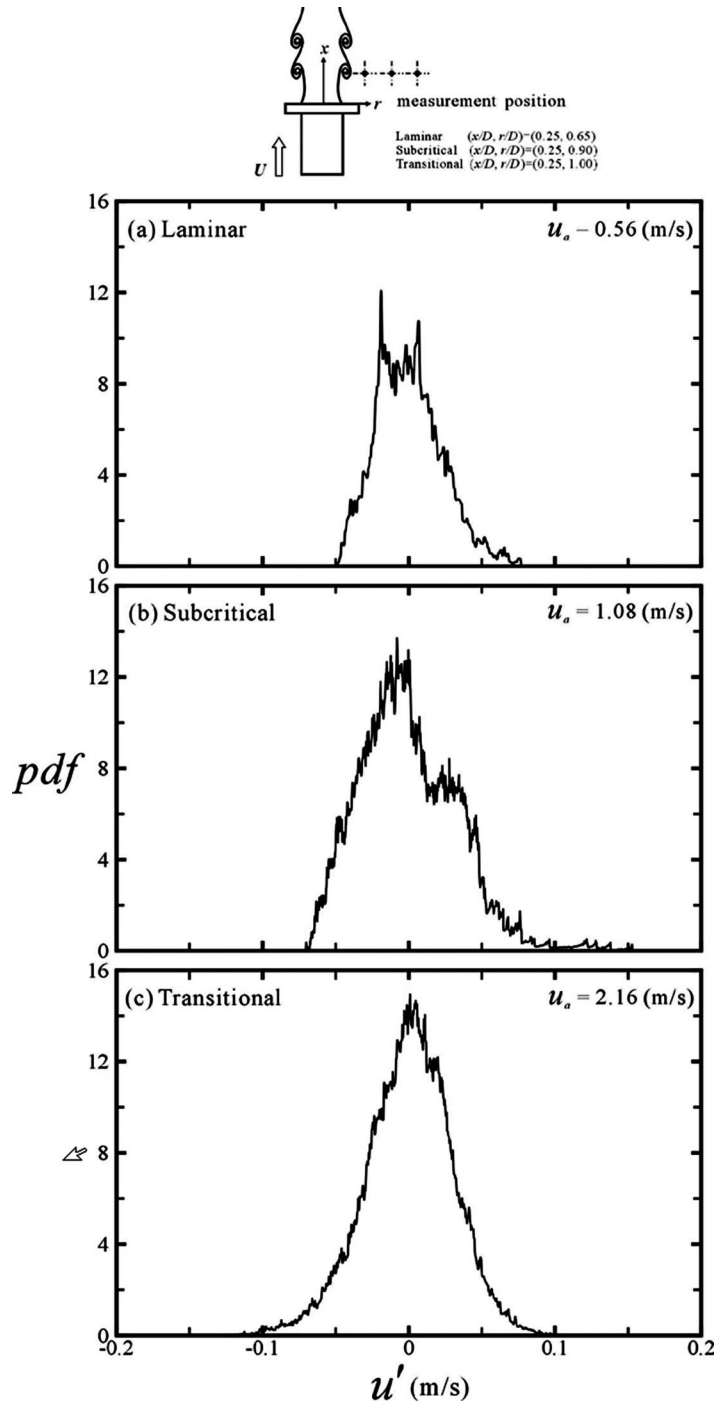 x
r measurement position
Laminar (x/D, r/D)=(0.25, 0.65)
Subcritical (x/D, r/D)=(0.25, 0.90)
Transitional (x/D, r/D)=(0.25, 1.00)
U
16
(a) Laminar u_a – 0.56 (m/s)
12
8
4
0
16
(b) Subcritical u_a = 1.08 (m/s)
12
pdf
8
4
0
16
(c) Transitional u_a = 2.16 (m/s)
12
8
4
0
-0.2 -0.1 0 0.1 0.2
u' (m/s)